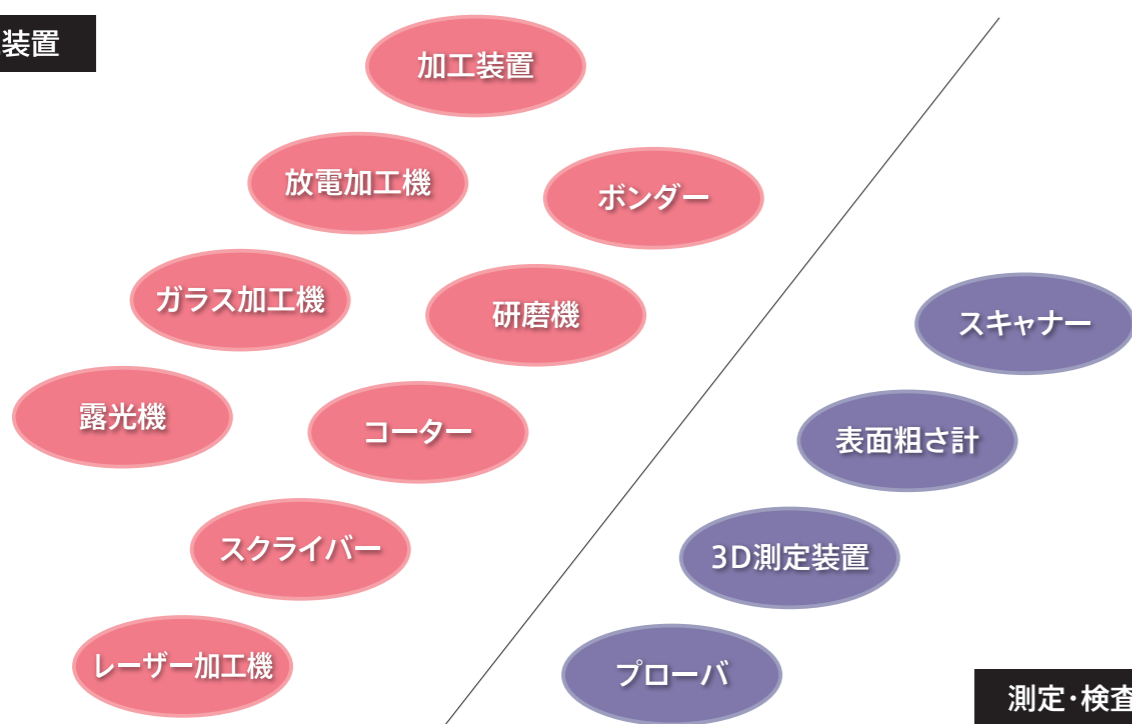 装置
加工装置
放電加工機
ボンダー
ガラス加工機
研磨機
スキャナー
露光機
コーター
表面粗さ計
スクライバー
3D測定装置
レーザー加工機
プローバ
測定・検査